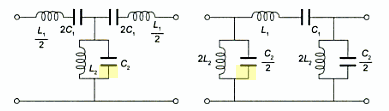 L₁/2 2C₁ 2C₁ L₁/2
L₂ C₂
L₁ C₁
2L₂ C₂/2 2L₂ C₂/2